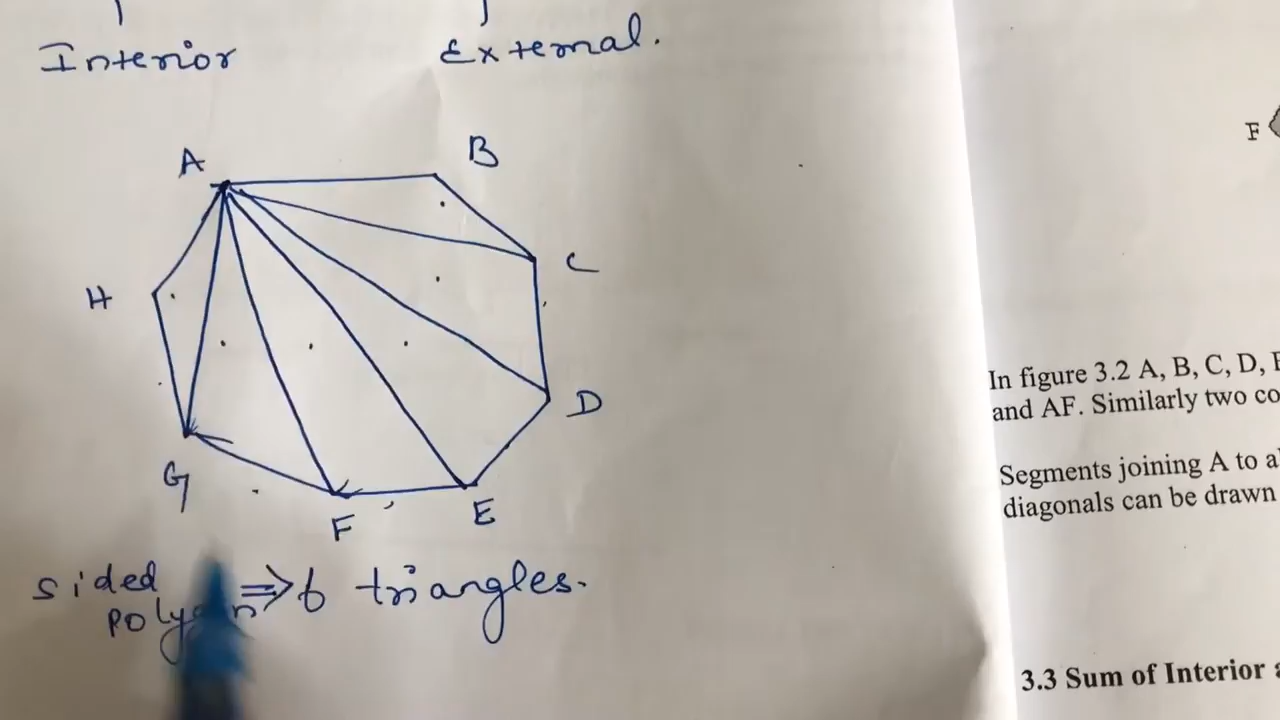 Interior
External.
A
B
F
H
C
In figure 3.2 A, B, C, D,
and AF. Similarly two co
D
Segments joining A to a
diagonals can be drawn
G
F
E
sided
polygon ⇒ 6 triangles.
3.3 Sum of Interior